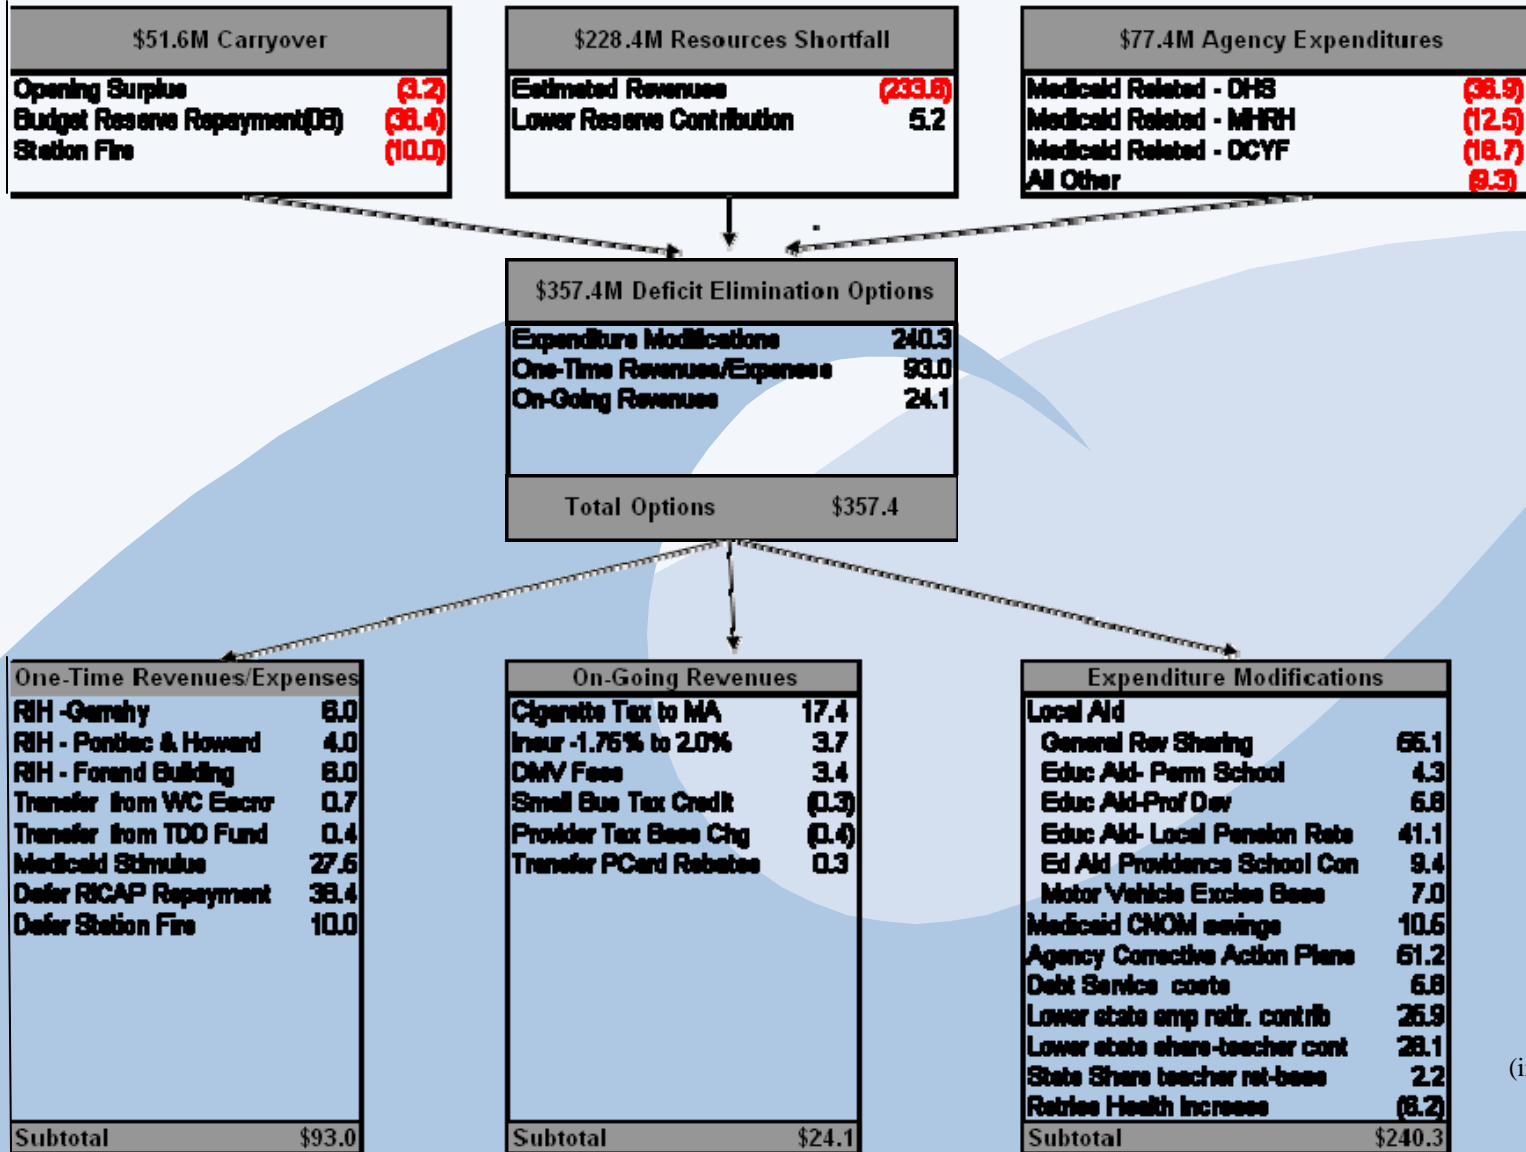 $51.6M Carryover
Opening Surplus (3.2)
Budget Reserve Repayment (38.4)
Station Fire (10.0)
$228.4M Resources Shortfall
Estimated Revenues (233.6)
Lower Reserve Contribution 5.2
$77.4M Agency Expenditures
Medicaid Related - DHS (36.9)
Medicaid Related - MHRH (12.5)
Medicaid Related - DCYF (18.7)
All Other (9.3)
$357.4M Deficit Elimination Options
Expenditure Modifications 240.3
One-Time Revenues/Expenses 93.0
On-Going Revenues 24.1
Total Options $357.4
One-Time Revenues/Expenses
RIH -Garrahy 6.0
RIH - Pontiac & Howard 4.0
RIH - Forand Building 6.0
Transfer from WC Escro 0.7
Transfer from TDD Fund 0.4
Medicaid Stimulus 27.5
Defer RICAP Repayment 38.4
Defer Station Fire 10.0
Subtotal $93.0
On-Going Revenues
Cigarette Tax to MA 17.4
Insur -1.75% to 2.0% 3.7
DMV Fees 3.4
Small Bus Tax Credit (0.3)
Provider Tax Base Chg (0.4)
Transfer PCard Rebates 0.3
Subtotal $24.1
Expenditure Modifications
Local Aid
General Rev Sharing 55.1
Educ Aid- Perm School 4.3
Educ Aid-Prof Dev 5.8
Educ Aid- Local Pension Rate 41.1
Ed Aid Providence School Con 9.4
Motor Vehicle Excise Base 7.0
Medicaid CNOM savings 10.5
Agency Corrective Action Plans 51.2
Debt Service costs 5.8
Lower state emp retir. contrib 25.9
Lower state share-teacher cont 28.1
State Share teacher ret-base 2.2
Retriee Health Increase (6.2)
Subtotal $240.3